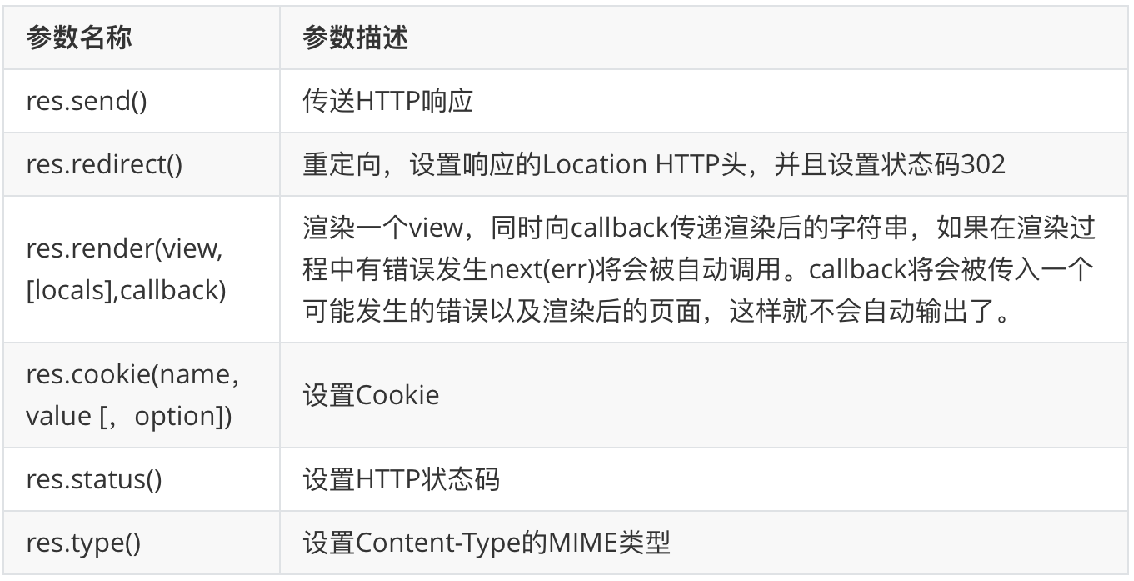 参数名称
参数描述
res.send()
传送HTTP响应
res.redirect()
重定向，设置响应的Location HTTP头，并且设置状态码302
res.render(view,
[locals],callback)
渲染一个view，同时向callback传递渲染后的字符串，如果在渲染过
程中有错误发生next(err)将会被自动调用。callback将会被传入一个
可能发生的错误以及渲染后的页面，这样就不会自动输出了。
res.cookie(name，
value [，option])
设置Cookie
res.status()
设置HTTP状态码
res.type()
设置Content-Type的MIME类型